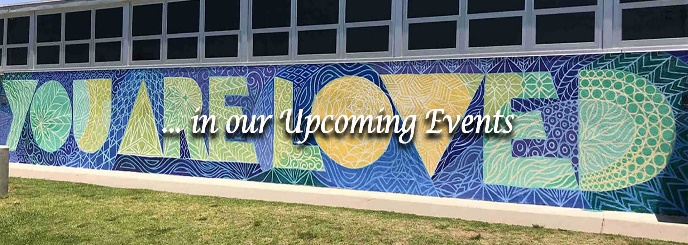 YOU ARE LOVED
... in our Upcoming Events